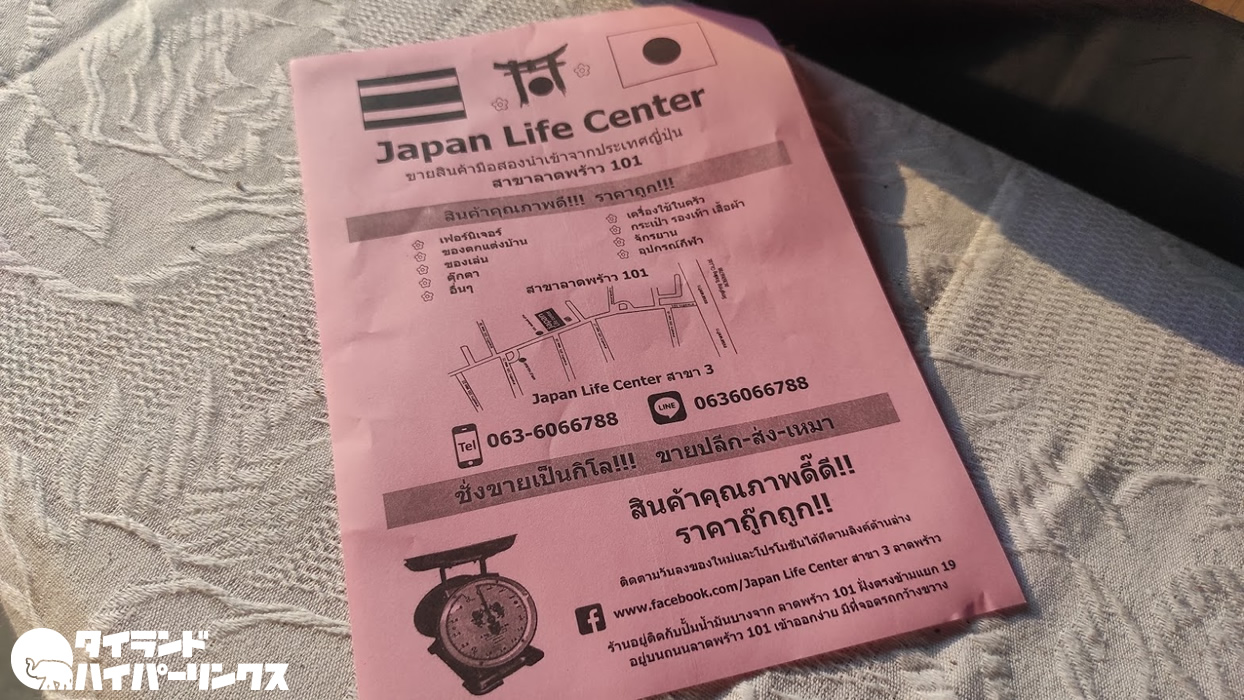 Japan Life Center
ขายสินค้ามือสองนำเข้าจากประเทศญี่ปุ่น
สาขาลาดพร้าว 101
สินค้าคุณภาพดี!!! ราคาถูก!!!
เฟอร์นิเจอร์
ของตกแต่งบ้าน
ของเล่น
ตุ๊กตา
อื่นๆ
เครื่องใช้ในครัว
กระเป๋า รองเท้า เสื้อผ้า
จักรยาน
อุปกรณ์กีฬา
สาขาลาดพร้าว 101
Japan Life Center สาขา 3
Tel 063-6066788
LINE 0636066788
ชั่งขายเป็นกิโล!!! ขายปลีก-ส่ง-เหมา
สินค้าคุณภาพดี๊ดี!!
ราคาถู๊กถูก!!
ติดตามวันลงของใหม่และโปรโมชั่นได้ที่ตามลิงค์ด้านล่าง
www.facebook.com/Japan Life Center สาขา 3 ลาดพร้าว
ร้านอยู่ติดกับปั้มน้ำมันบางจาก ลาดพร้าว 101 ฝั่งตรงข้ามแยก 19
อยู่บนถนนลาดพร้าว 101 เข้าออกง่าย มีที่จอดรถกว้างขวาง
タイランド
ハイパーリンクス